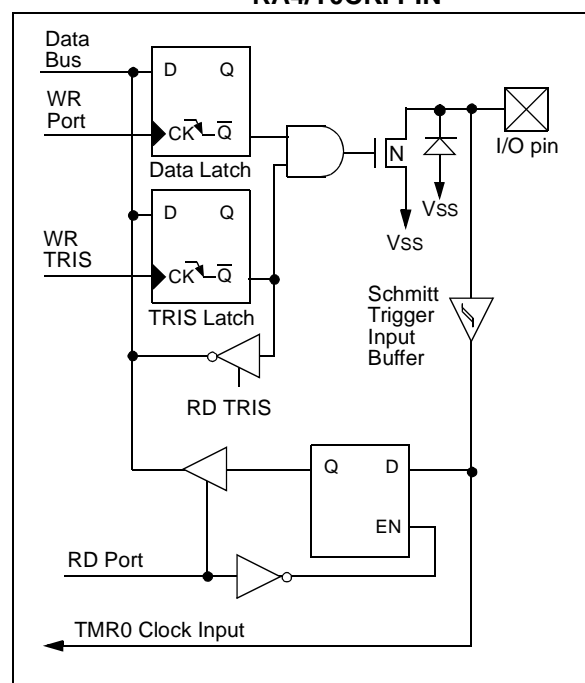 RA4/T0CKI PIN
Data
Bus
D Q
WR
Port
CK Q
Data Latch
N
I/O pin
VSS
VSS
D Q
WR
TRIS
CK Q
TRIS Latch
Schmitt
Trigger
Input
Buffer
RD TRIS
Q D
EN
RD Port
TMR0 Clock Input